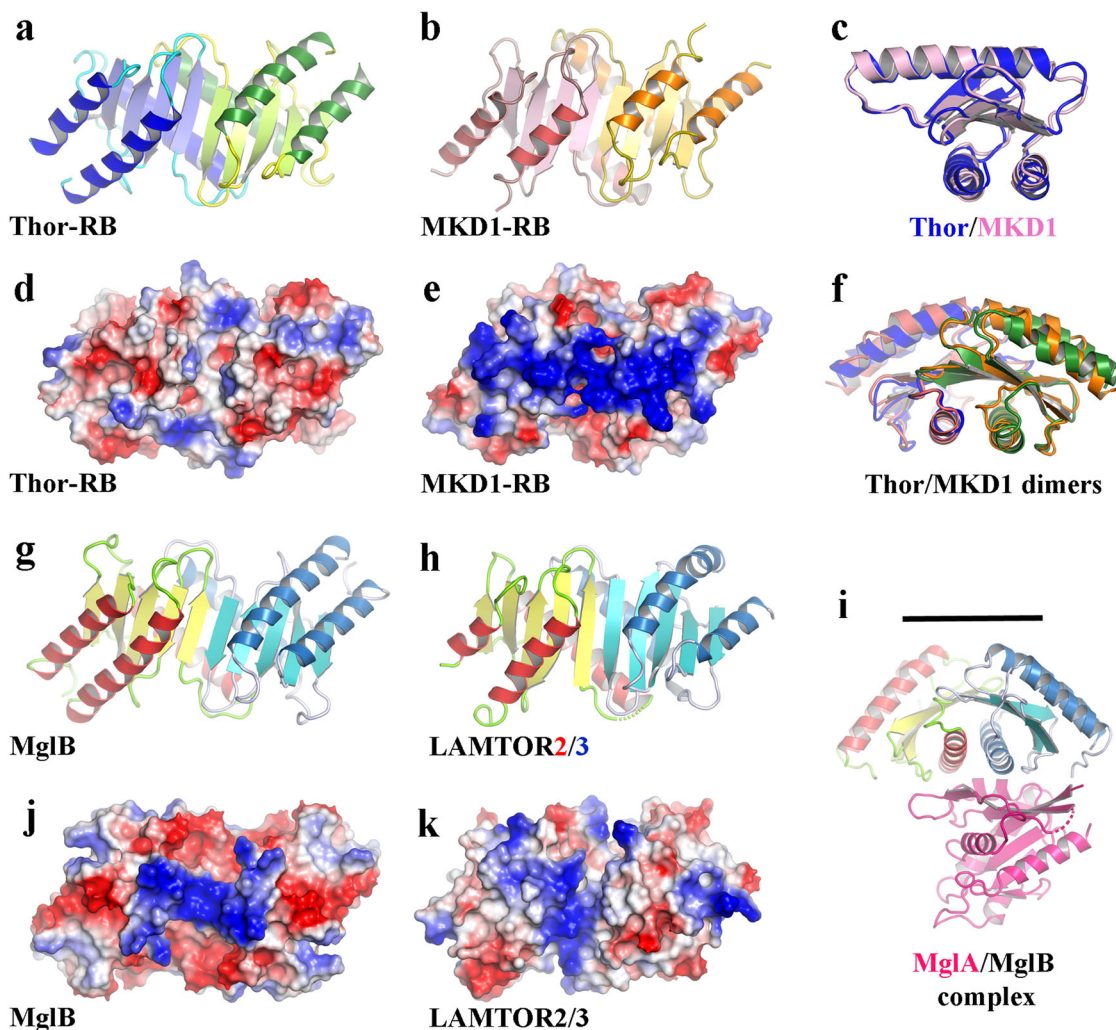 a
b
c
Thor-RB
MKD1-RB
Thor/MKD1
d
e
f
Thor-RB
MKD1-RB
Thor/MKD1 dimers
g
h
i
MglB
LAMTOR2/3
j
k
MglB
LAMTOR2/3
MglA/MglB
complex